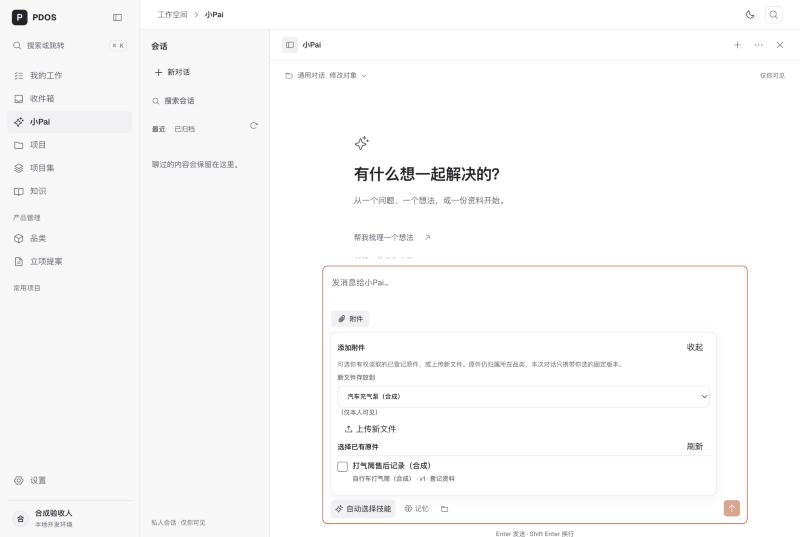 P PDOS
搜索或跳转 ⌘ K
我的工作
收件箱
小Pai
项目
项目集
知识
产品管理
品类
立项提案
常用项目
设置
合 合成验收人
本地开发环境
工作空间 > 小Pai
会话
新对话
搜索会话
最近 已归档
聊过的内容会保留在这里。
私人会话 · 仅你可见
小Pai
通用对话 修改对象
仅你可见
有什么想一起解决的?
从一个问题、一个想法，或一份资料开始。
帮我梳理一个想法
发消息给小Pai…
附件
添加附件 收起
可选你有权读取的已登记原件，或上传新文件。原件仍归属所在品类，本次对话只携带你选的固定版本。
新文件存放到
汽车充气泵（合成）
（仅本人可见）
上传新文件
选择已有原件 刷新
打气筒售后记录（合成）
自行车打气筒（合成） · v1 · 登记资料
自动选择技能 记忆
Enter 发送 · Shift Enter 换行